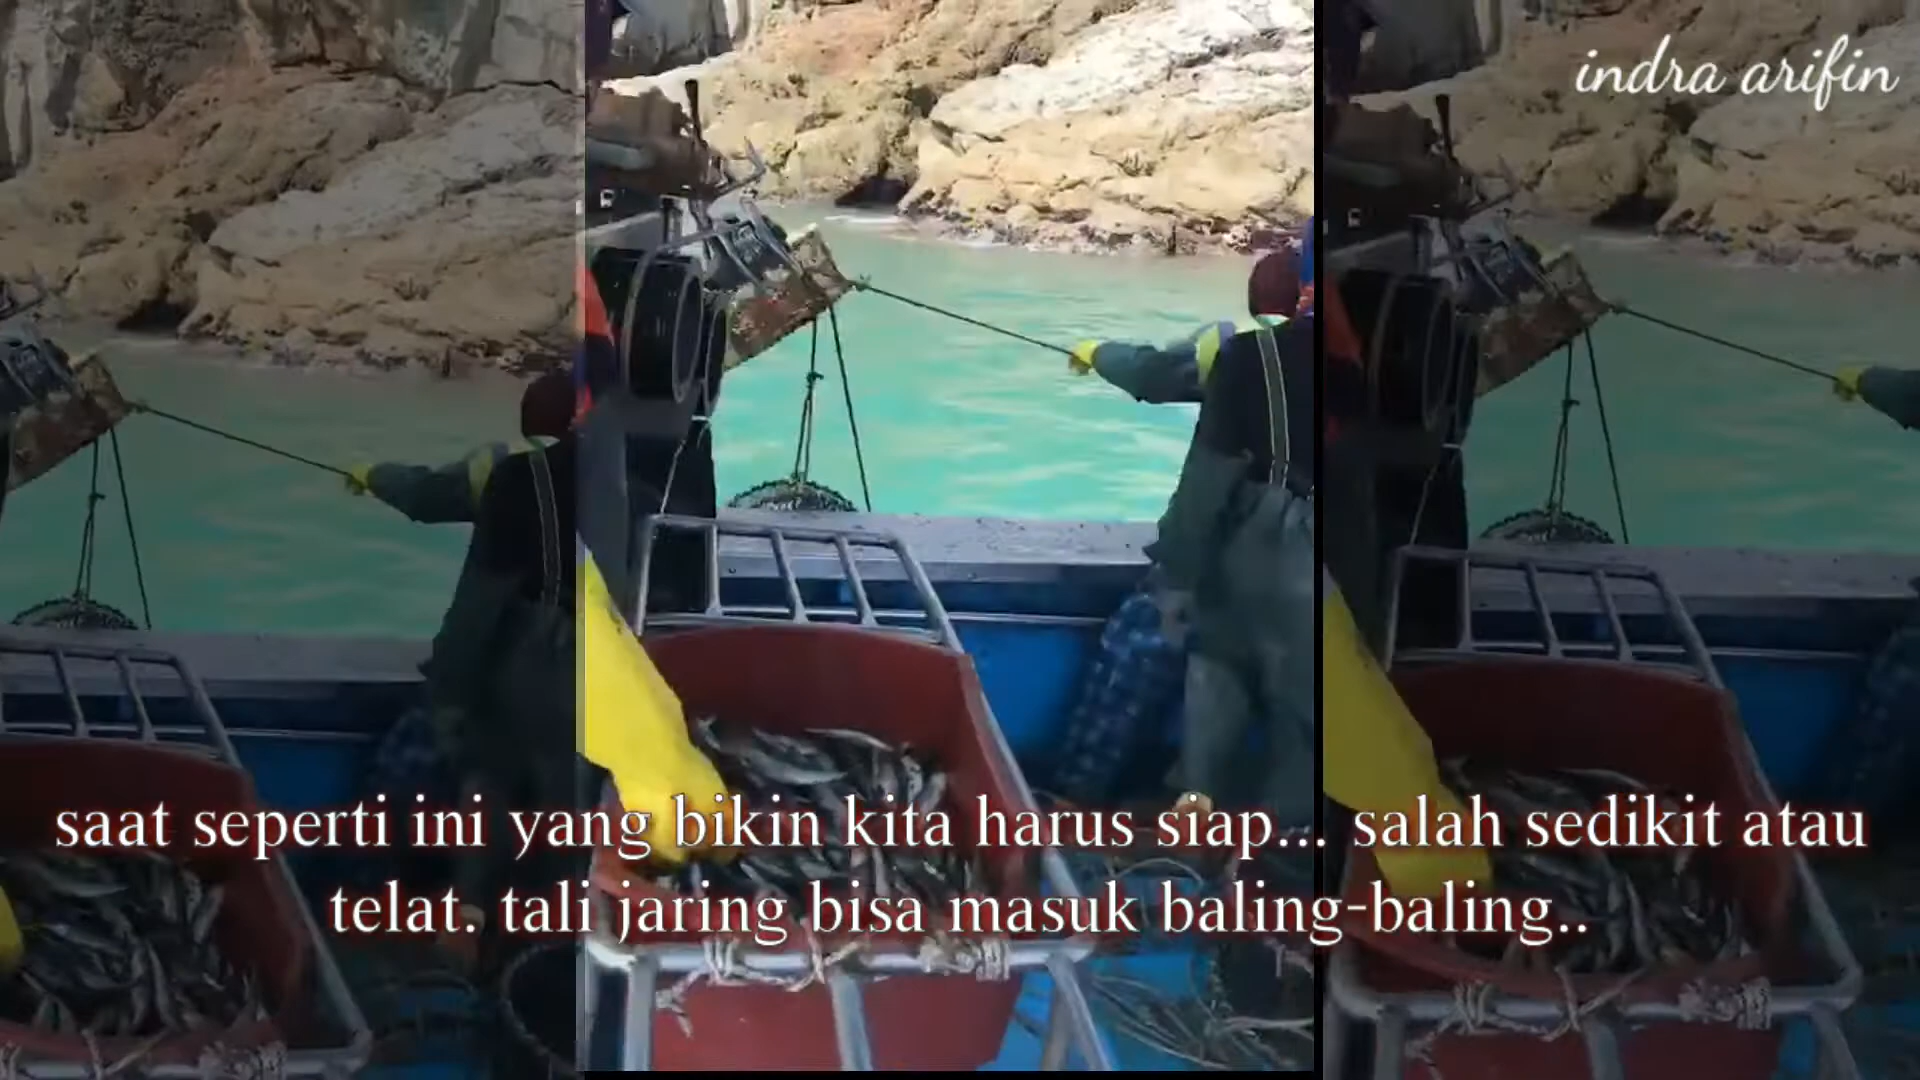 indra arifin
saat seperti ini yang bikin kita harus siap... salah sedikit atau
telat. tali jaring bisa masuk baling-baling..